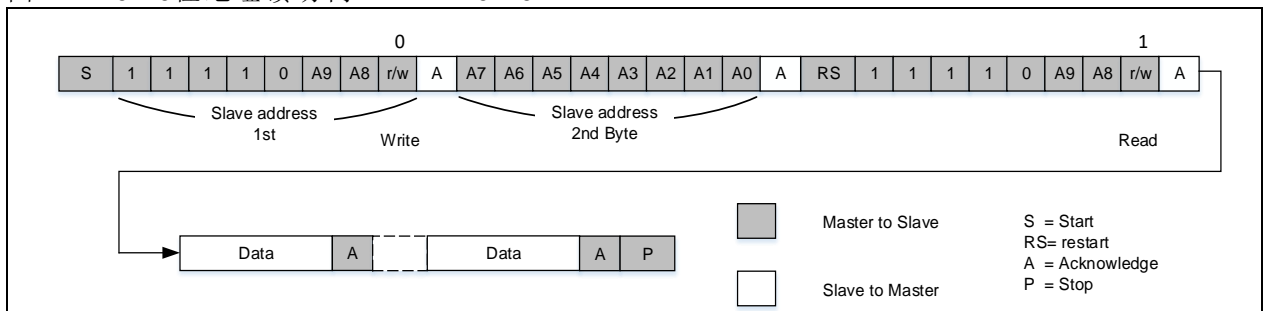 0 1
S 1 1 1 1 0 A9 A8 r/w A A7 A6 A5 A4 A3 A2 A1 A0 A RS 1 1 1 1 0 A9 A8 r/w A
Slave address
1st
Slave address
2nd Byte
Write
Read
Data A Data A P
Master to Slave
Slave to Master
S = Start
RS= restart
A = Acknowledge
P = Stop